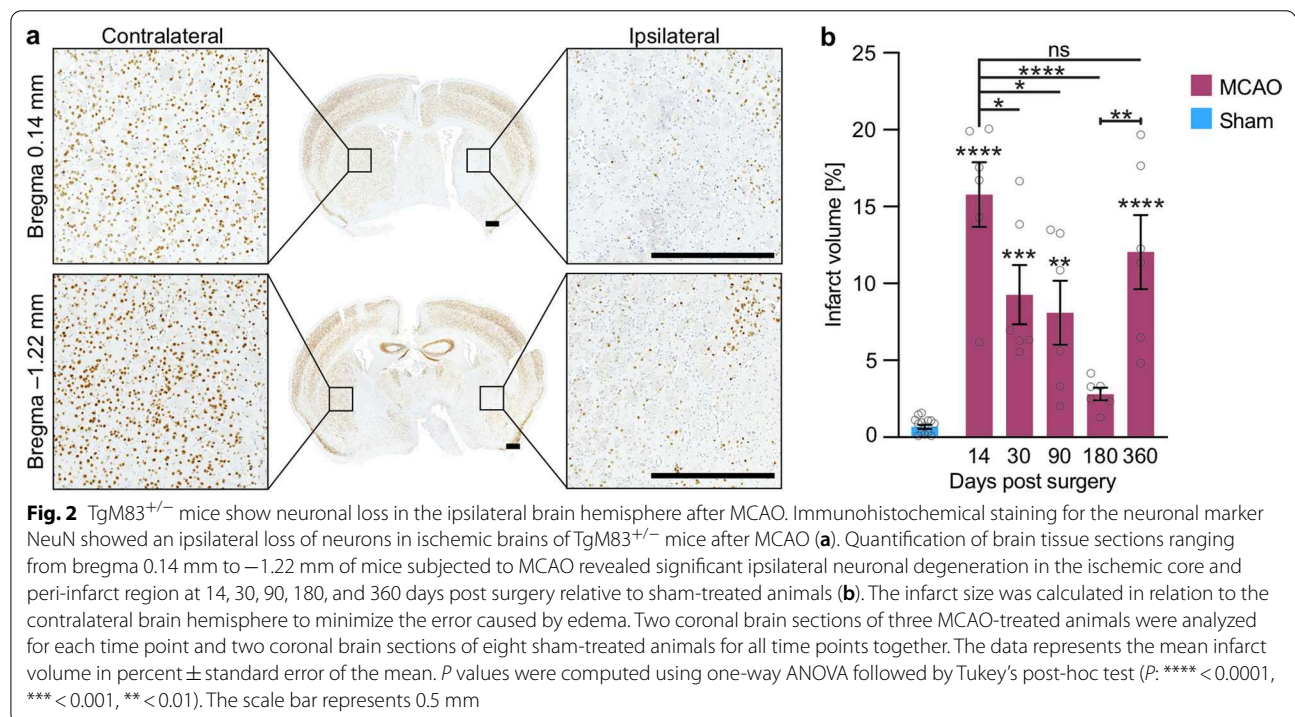 a
Contralateral
Ipsilateral
Bregma 0.14 mm
Bregma −1.22 mm
b
25
20
15
10
5
0
Infarct volume [%]
ns
****
*
*
**
****
***
**
****
MCAO
Sham
14 30 90 180 360
Days post surgery
Fig. 2 TgM83+/− mice show neuronal loss in the ipsilateral brain hemisphere after MCAO. Immunohistochemical staining for the neuronal marker
NeuN showed an ipsilateral loss of neurons in ischemic brains of TgM83+/− mice after MCAO (a). Quantification of brain tissue sections ranging
from bregma 0.14 mm to −1.22 mm of mice subjected to MCAO revealed significant ipsilateral neuronal degeneration in the ischemic core and
peri-infarct region at 14, 30, 90, 180, and 360 days post surgery relative to sham-treated animals (b). The infarct size was calculated in relation to the
contralateral brain hemisphere to minimize the error caused by edema. Two coronal brain sections of three MCAO-treated animals were analyzed
for each time point and two coronal brain sections of eight sham-treated animals for all time points together. The data represents the mean infarct
volume in percent ± standard error of the mean. P values were computed using one-way ANOVA followed by Tukey's post-hoc test (P: **** < 0.0001,
*** < 0.001, ** < 0.01). The scale bar represents 0.5 mm